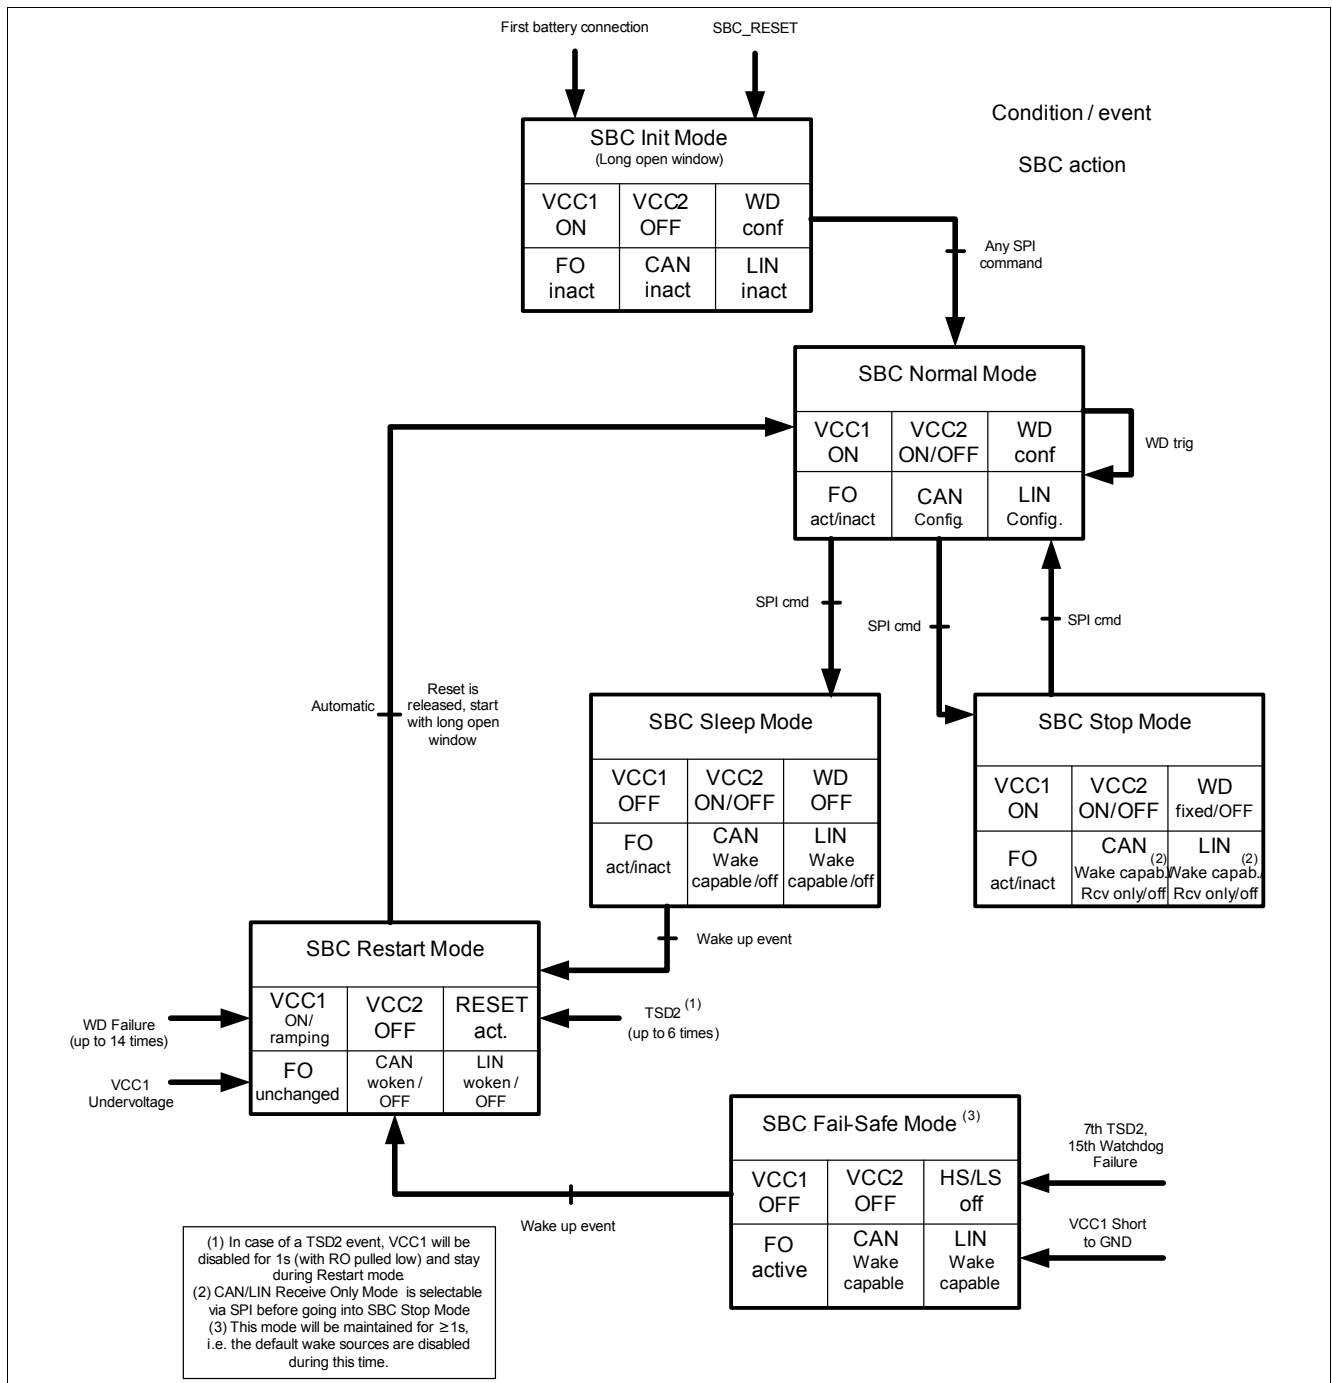 First battery connection
SBC_RESET
Condition / event
SBC action
SBC Init Mode
(Long open window)
VCC1
ON
VCC2
OFF
WD
conf
FO
inact
CAN
inact
LIN
inact
Any SPI
command
SBC Normal Mode
VCC1
ON
VCC2
ON/OFF
WD
conf
FO
act/inact
CAN
Config.
LIN
Config.
WD trig
SPI cmd
SPI cmd
SPI cmd
Automatic
Reset is
released, start
with long open
window
SBC Sleep Mode
VCC1
OFF
VCC2
ON/OFF
WD
OFF
FO
act/inact
CAN
Wake
capable/off
LIN
Wake
capable/off
SBC Stop Mode
VCC1
ON
VCC2
ON/OFF
WD
fixed/OFF
FO
act/inact
CAN (2)
Wake capab./
Rcv only/off
LIN (2)
Wake capab./
Rcv only/off
Wake up event
SBC Restart Mode
VCC1
ON/
ramping
VCC2
OFF
RESET
act.
FO
unchanged
CAN
woken /
OFF
LIN
woken /
OFF
WD Failure
(up to 14 times)
VCC1
Undervoltage
TSD2 (1)
(up to 6 times)
SBC Fail-Safe Mode (3)
VCC1
OFF
VCC2
OFF
HS/LS
off
FO
active
CAN
Wake
capable
LIN
Wake
capable
7th TSD2,
15th Watchdog
Failure
VCC1 Short
to GND
Wake up event
(1) In case of a TSD2 event, VCC1 will be
disabled for 1s (with RO pulled low) and stay
during Restart mode.
(2) CAN/LIN Receive Only Mode is selectable
via SPI before going into SBC Stop Mode
(3) This mode will be maintained for ≥1s,
i.e. the default wake sources are disabled
during this time.